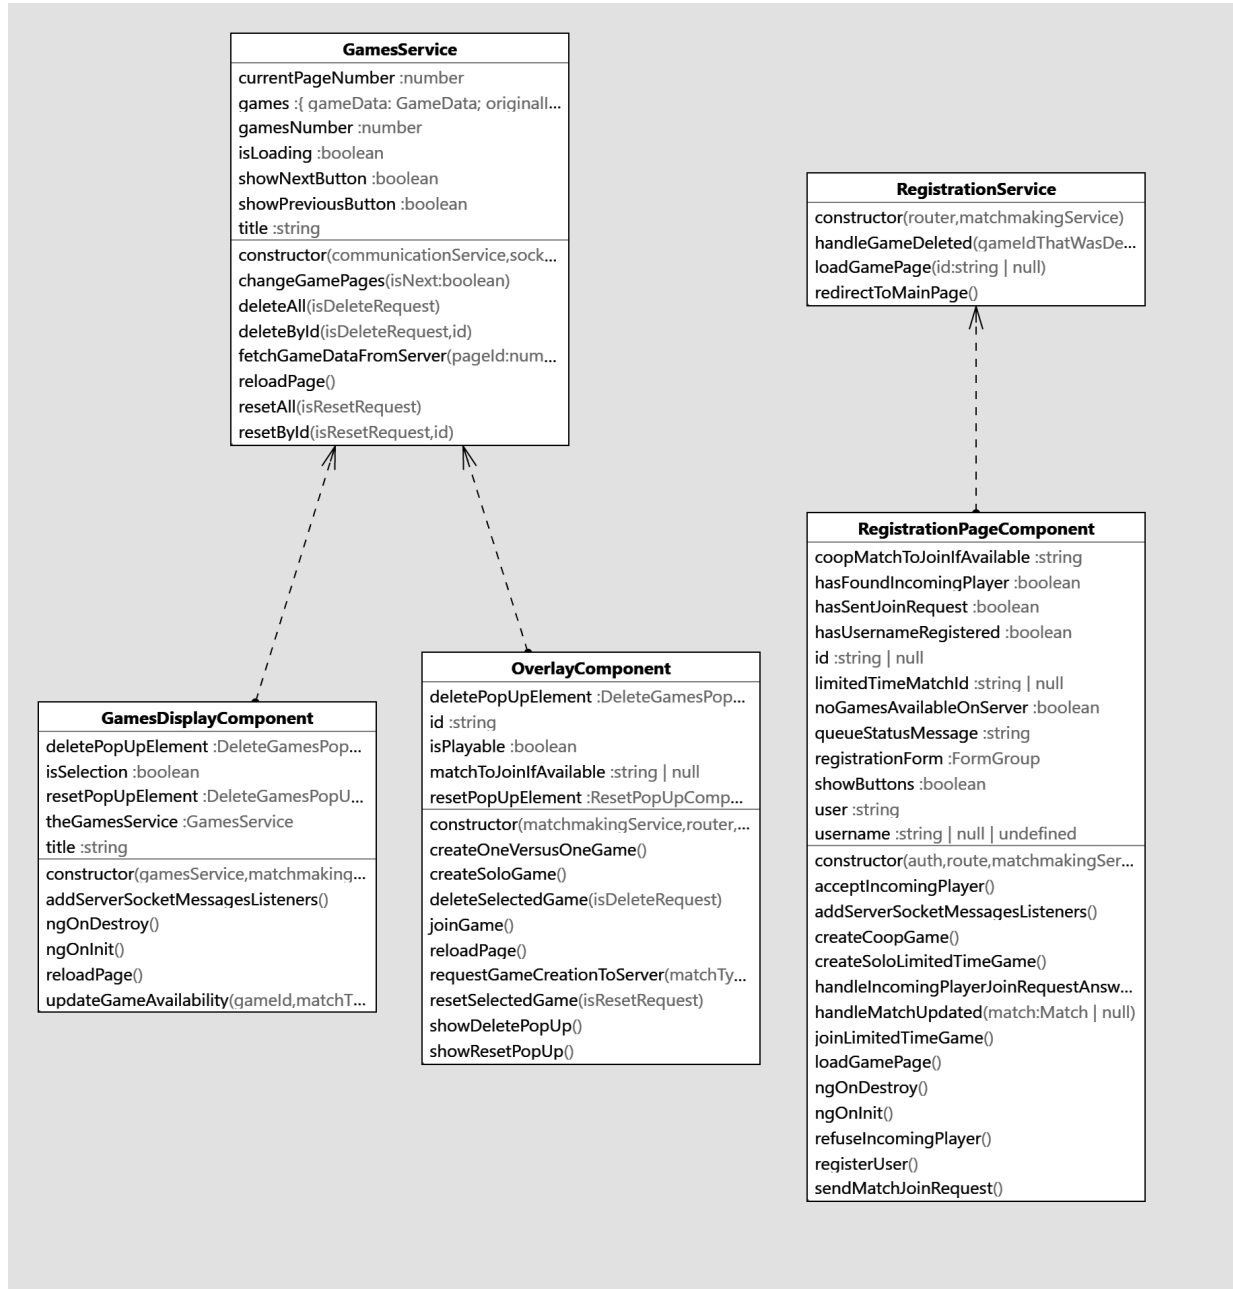 GamesService
currentPageNumber :number
games :{ gameData: GameData; originalI...
gamesNumber :number
isLoading :boolean
showNextButton :boolean
showPreviousButton :boolean
title :string
constructor(communicationService,sock...
changeGamePages(isNext:boolean)
deleteAll(isDeleteRequest)
deleteById(isDeleteRequest,id)
fetchGameDataFromServer(pageId:num...
reloadPage()
resetAll(isResetRequest)
resetById(isResetRequest,id)
RegistrationService
constructor(router,matchmakingService)
handleGameDeleted(gameIdThatWasDe...
loadGamePage(id:string | null)
redirectToMainPage()
GamesDisplayComponent
deletePopUpElement :DeleteGamesPop...
isSelection :boolean
resetPopUpElement :DeleteGamesPopU...
theGamesService :GamesService
title :string
constructor(gamesService,matchmaking...
addServerSocketMessagesListeners()
ngOnDestroy()
ngOnInit()
reloadPage()
updateGameAvailability(gameId,matchT...
OverlayComponent
deletePopUpElement :DeleteGamesPop...
id :string
isPlayable :boolean
matchToJoinIfAvailable :string | null
resetPopUpElement :ResetPopUpComp...
constructor(matchmakingService,router,...
createOneVersusOneGame()
createSoloGame()
deleteSelectedGame(isDeleteRequest)
joinGame()
reloadPage()
requestGameCreationToServer(matchTy...
resetSelectedGame(isResetRequest)
showDeletePopUp()
showResetPopUp()
RegistrationPageComponent
coopMatchToJoinIfAvailable :string
hasFoundIncomingPlayer :boolean
hasSentJoinRequest :boolean
hasUsernameRegistered :boolean
id :string | null
limitedTimeMatchId :string | null
noGamesAvailableOnServer :boolean
queueStatusMessage :string
registrationForm :FormGroup
showButtons :boolean
user :string
username :string | null | undefined
constructor(auth,route,matchmakingSer...
acceptIncomingPlayer()
addServerSocketMessagesListeners()
createCoopGame()
createSoloLimitedTimeGame()
handleIncomingPlayerJoinRequestAnsw...
handleMatchUpdated(match:Match | null)
joinLimitedTimeGame()
loadGamePage()
ngOnDestroy()
ngOnInit()
refuseIncomingPlayer()
registerUser()
sendMatchJoinRequest()